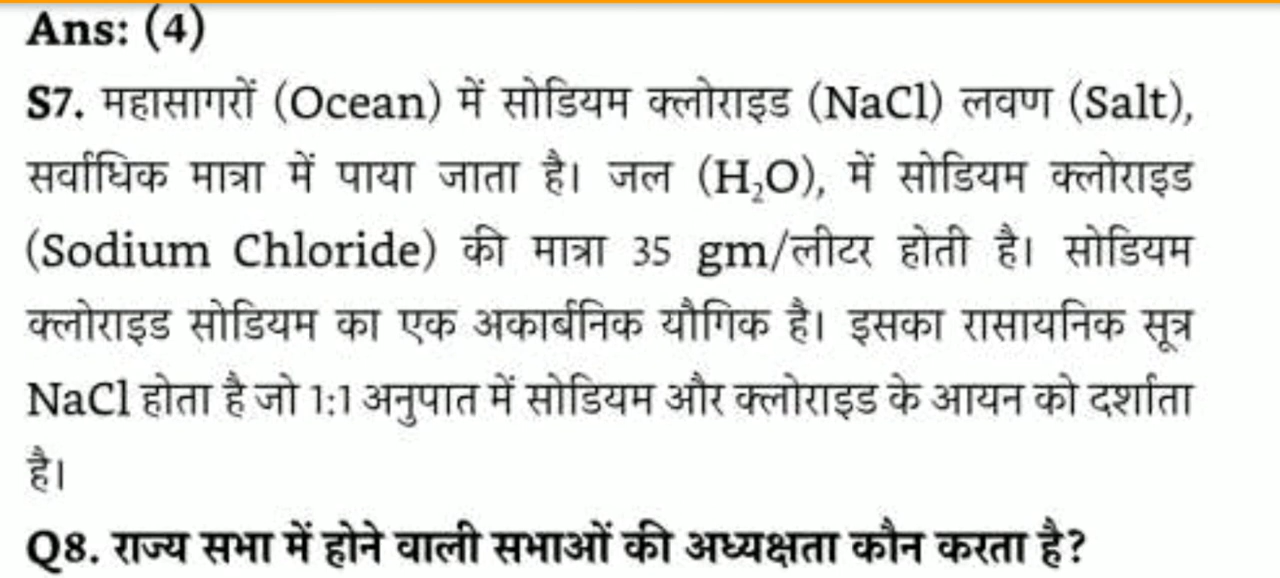 Ans: (4)
S7. महासागरों (Ocean) में सोडियम क्लोराइड (NaCl) लवण (Salt),
सर्वाधिक मात्रा में पाया जाता है। जल (H₂O), में सोडियम क्लोराइड
(Sodium Chloride) की मात्रा 35 gm/लीटर होती है। सोडियम
क्लोराइड सोडियम का एक अकार्बनिक यौगिक है। इसका रासायनिक सूत्र
NaCl होता है जो 1:1 अनुपात में सोडियम और क्लोराइड के आयन को दर्शाता
है।
Q8. राज्य सभा में होने वाली सभाओं की अध्यक्षता कौन करता है?